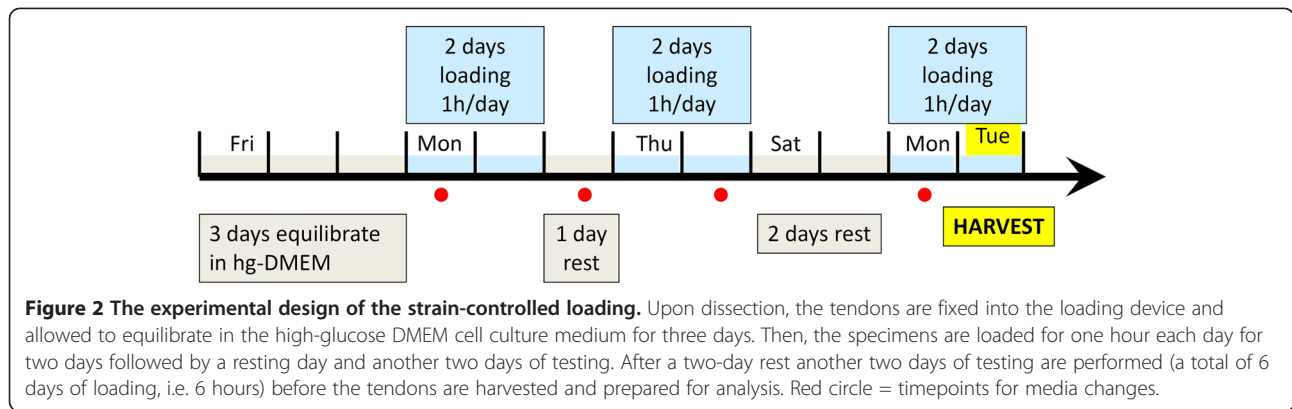 2 days
loading
1h/day
2 days
loading
1h/day
2 days
loading
1h/day
Fri
Mon
Thu
Sat
Mon
Tue
3 days equilibrate
in hg-DMEM
1 day
rest
2 days rest
HARVEST
Figure 2 The experimental design of the strain-controlled loading. Upon dissection, the tendons are fixed into the loading device and
allowed to equilibrate in the high-glucose DMEM cell culture medium for three days. Then, the specimens are loaded for one hour each day for
two days followed by a resting day and another two days of testing. After a two-day rest another two days of testing are performed (a total of 6
days of loading, i.e. 6 hours) before the tendons are harvested and prepared for analysis. Red circle = timepoints for media changes.